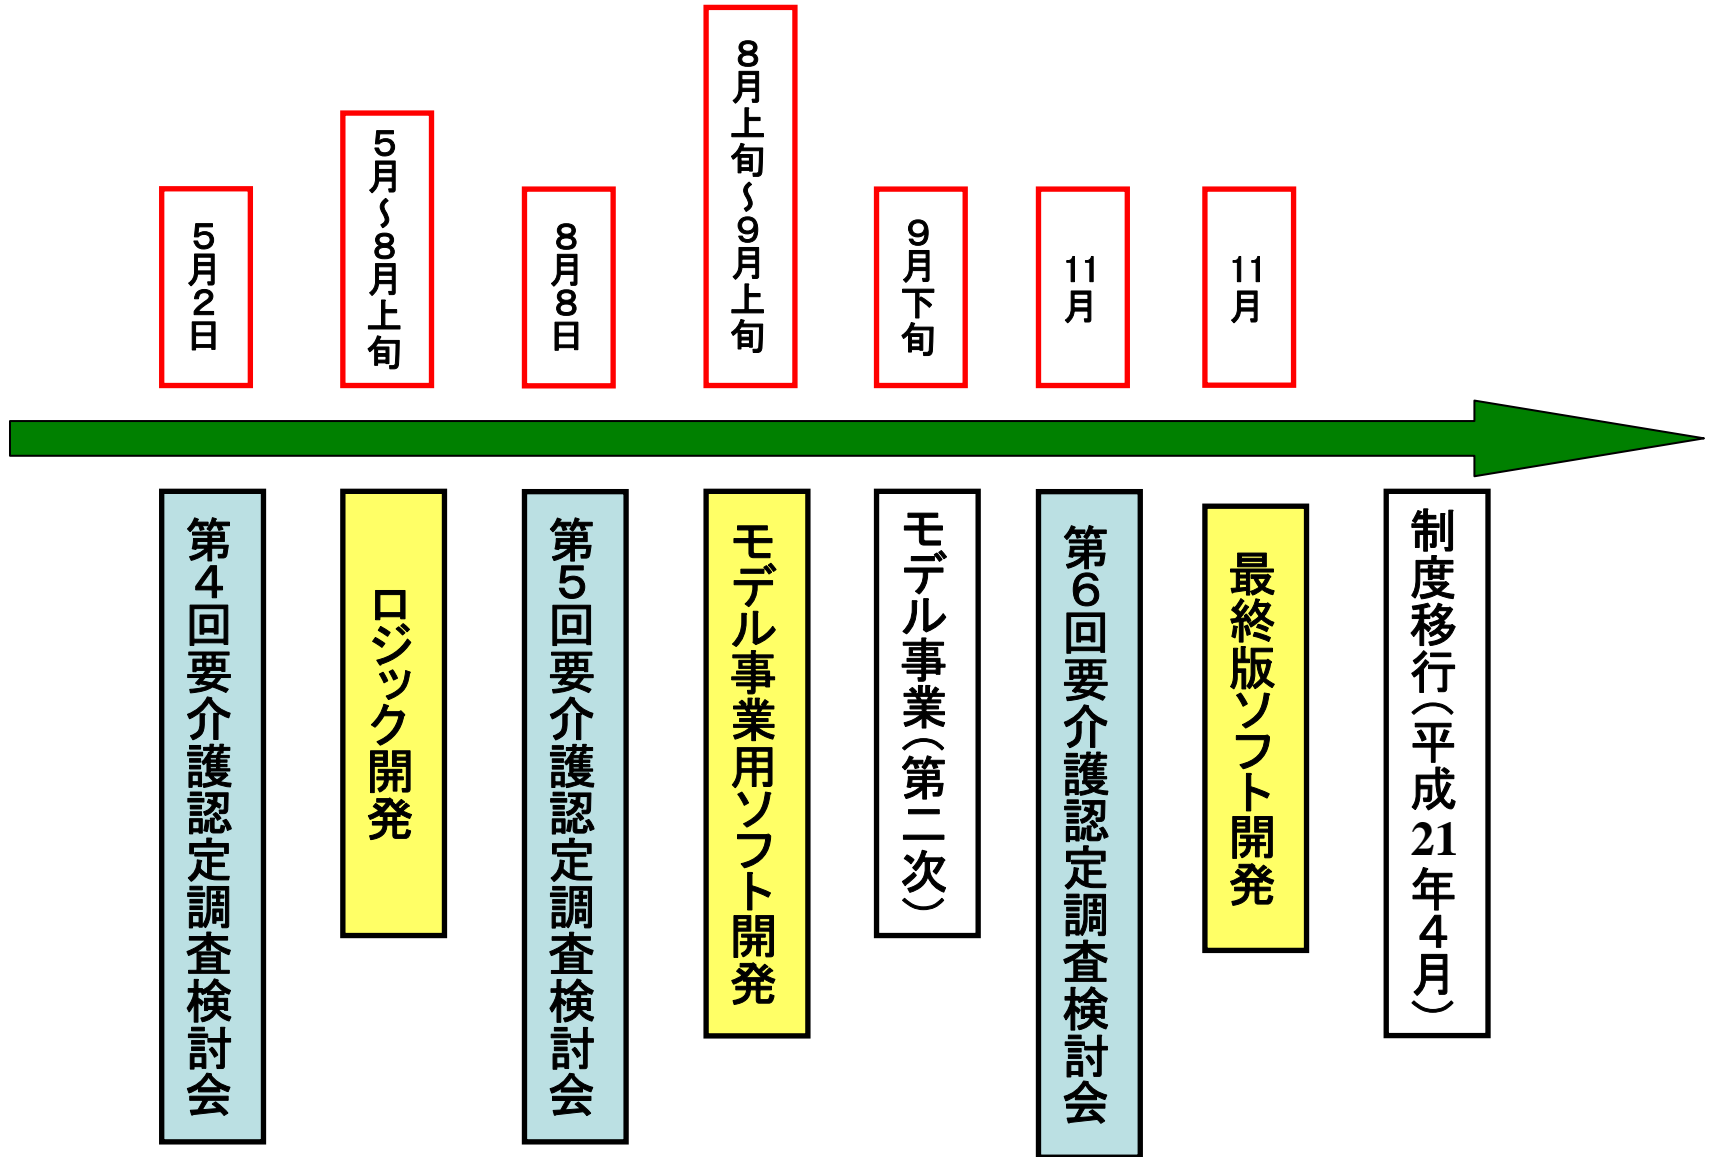 ５月２日
５月～８月上旬
８月８日
８月上旬～９月上旬
９月下旬
11月
11月
第４回要介護認定調査検討会
ロジック開発
第５回要介護認定調査検討会
モデル事業用ソフト開発
モデル事業（第二次）
第６回要介護認定調査検討会
最終版ソフト開発
制度移行（平成21年４月）